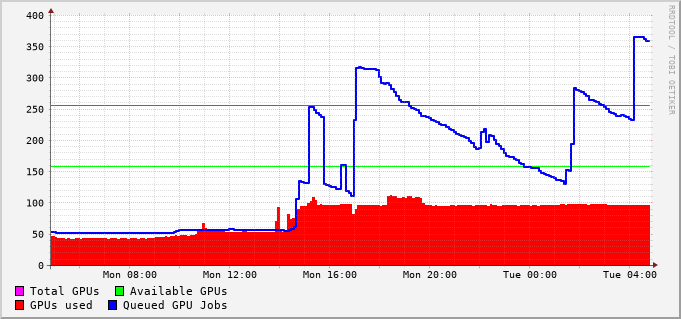 400
350
300
250
200
150
100
50
0
Mon 08:00 Mon 12:00 Mon 16:00 Mon 20:00 Tue 00:00 Tue 04:00
Total GPUs Available GPUs
GPUs used Queued GPU Jobs
RRDTOOL / TOBI OETIKER